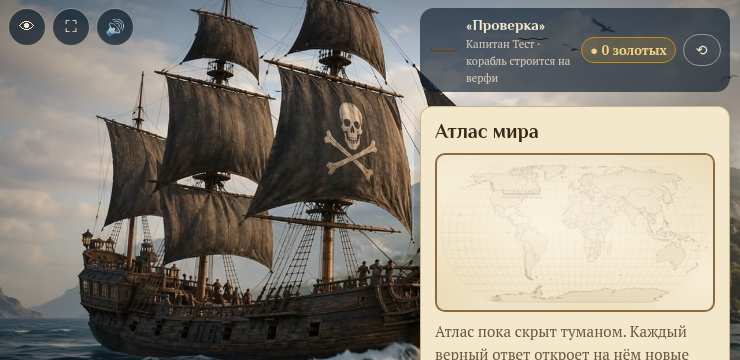 «Проверка»
Капитан Тест ·
корабль строится на
верфи
● 0 золотых
Атлас мира
Атлас пока скрыт туманом. Каждый
верный ответ откроет на нём новые